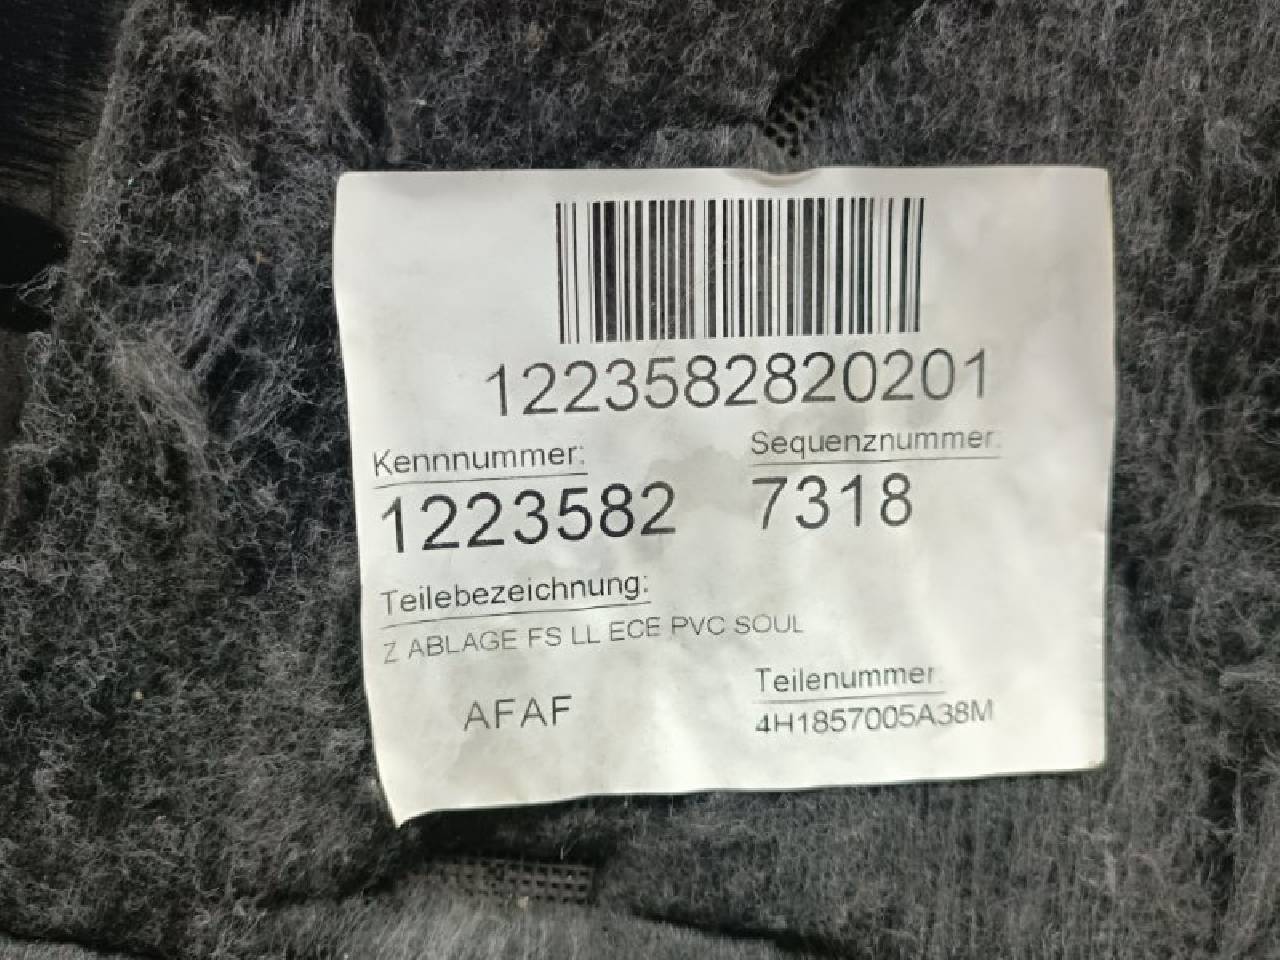 1223582820201
Kennnummer:
Sequenznummer:
1223582
7318
Teilebezeichnung:
Z ABLAGE FS LL ECE PVC SOUL
Teilenummer
AFAF
4H1857005A38M